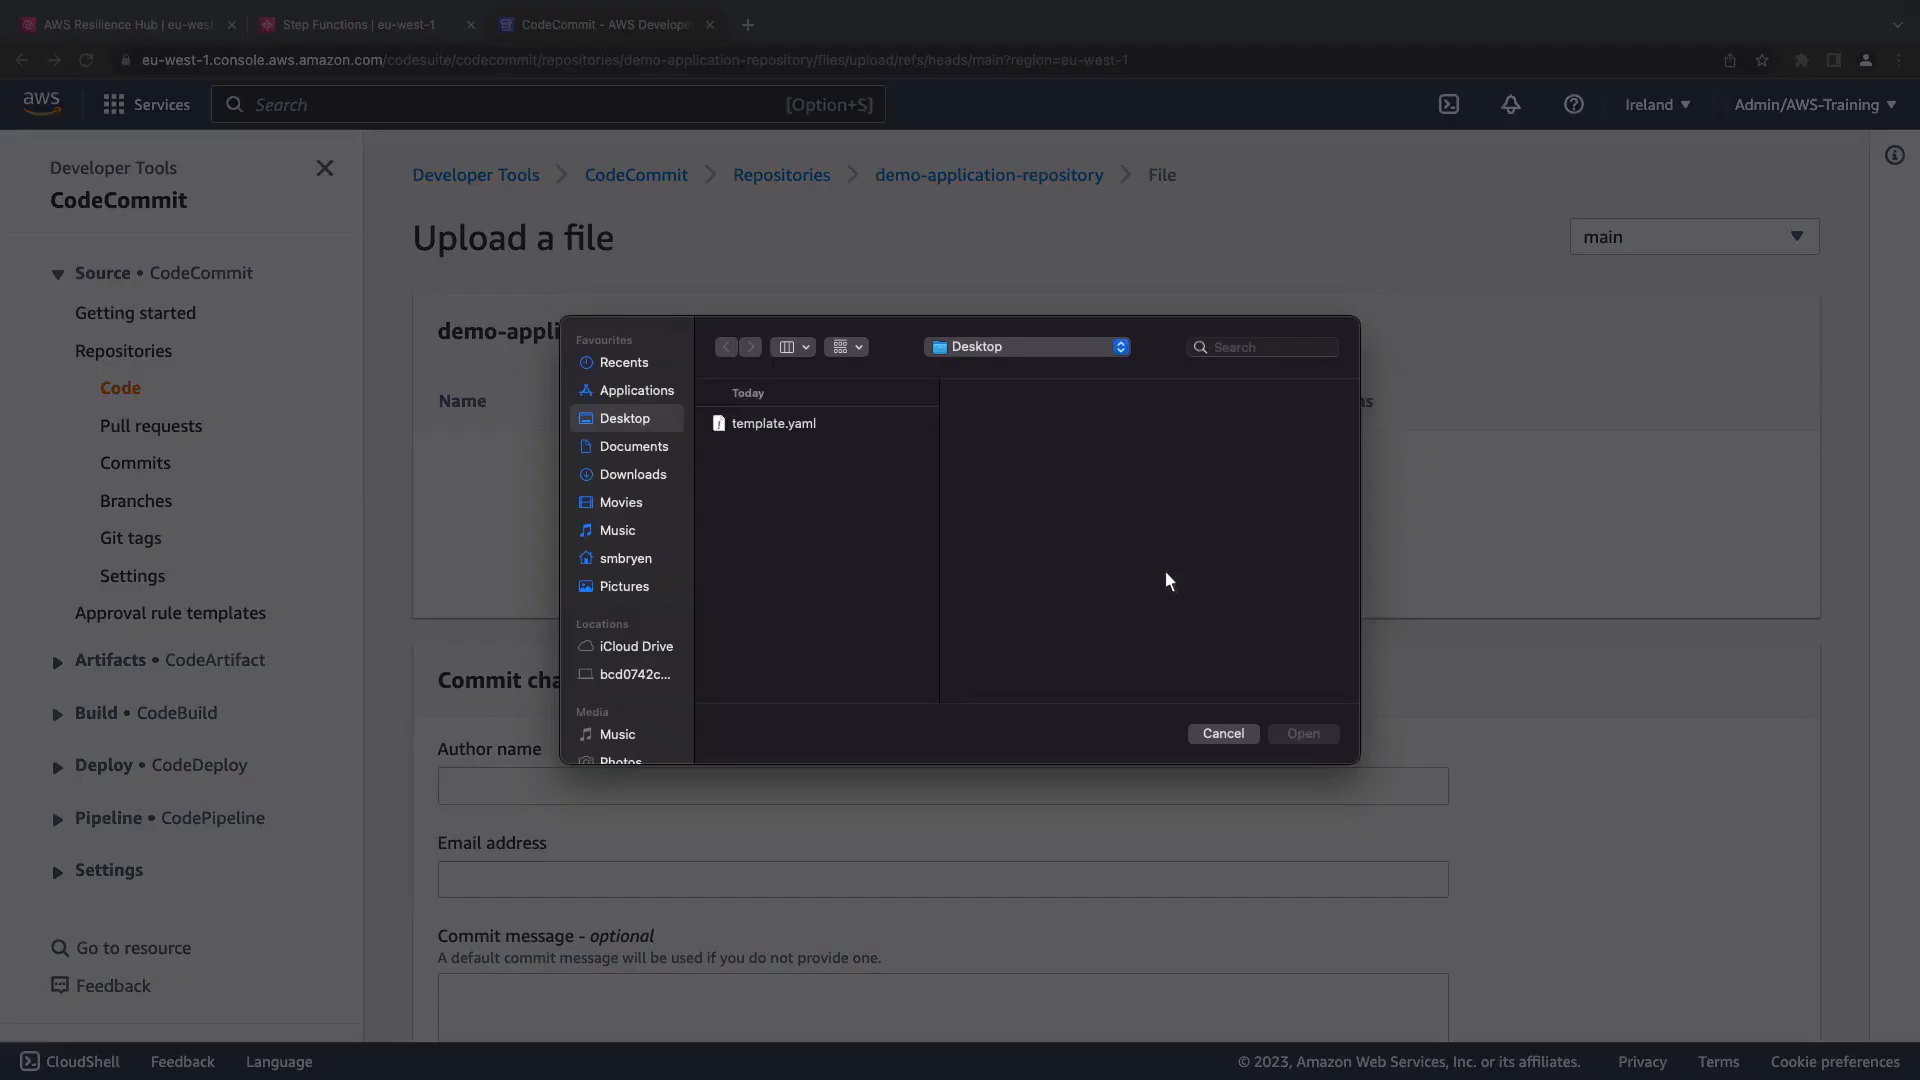 AWS Resilience Hub | eu-wes
Step Functions | eu-west-1
CodeCommit - AWS Develope
eu-west-1.console.aws.amazon.com/codesuite/codecommit/repositories/demo-application-repository/files/upload/refs/heads/main?region=eu-west-1
aws
Services
Search
[Option+S]
Ireland
Admin/AWS-Training
Developer Tools
CodeCommit
Source • CodeCommit
Getting started
Repositories
Code
Pull requests
Commits
Branches
Git tags
Settings
Approval rule templates
Artifacts • CodeArtifact
Build • CodeBuild
Deploy • CodeDeploy
Pipeline • CodePipeline
Settings
Go to resource
Feedback
Developer Tools
CodeCommit
Repositories
demo-application-repository
File
Upload a file
main
demo-appli
Name
s
Favourites
Recents
Applications
Desktop
Documents
Downloads
Movies
Music
smbryen
Pictures
Locations
iCloud Drive
bcd0742c...
Media
Music
Photos
Desktop
Search
Today
template.yaml
Cancel
Open
Commit cha
Author name
Email address
Commit message - optional
A default commit message will be used if you do not provide one.
CloudShell
Feedback
Language
© 2023, Amazon Web Services, Inc. or its affiliates.
Privacy
Terms
Cookie preferences